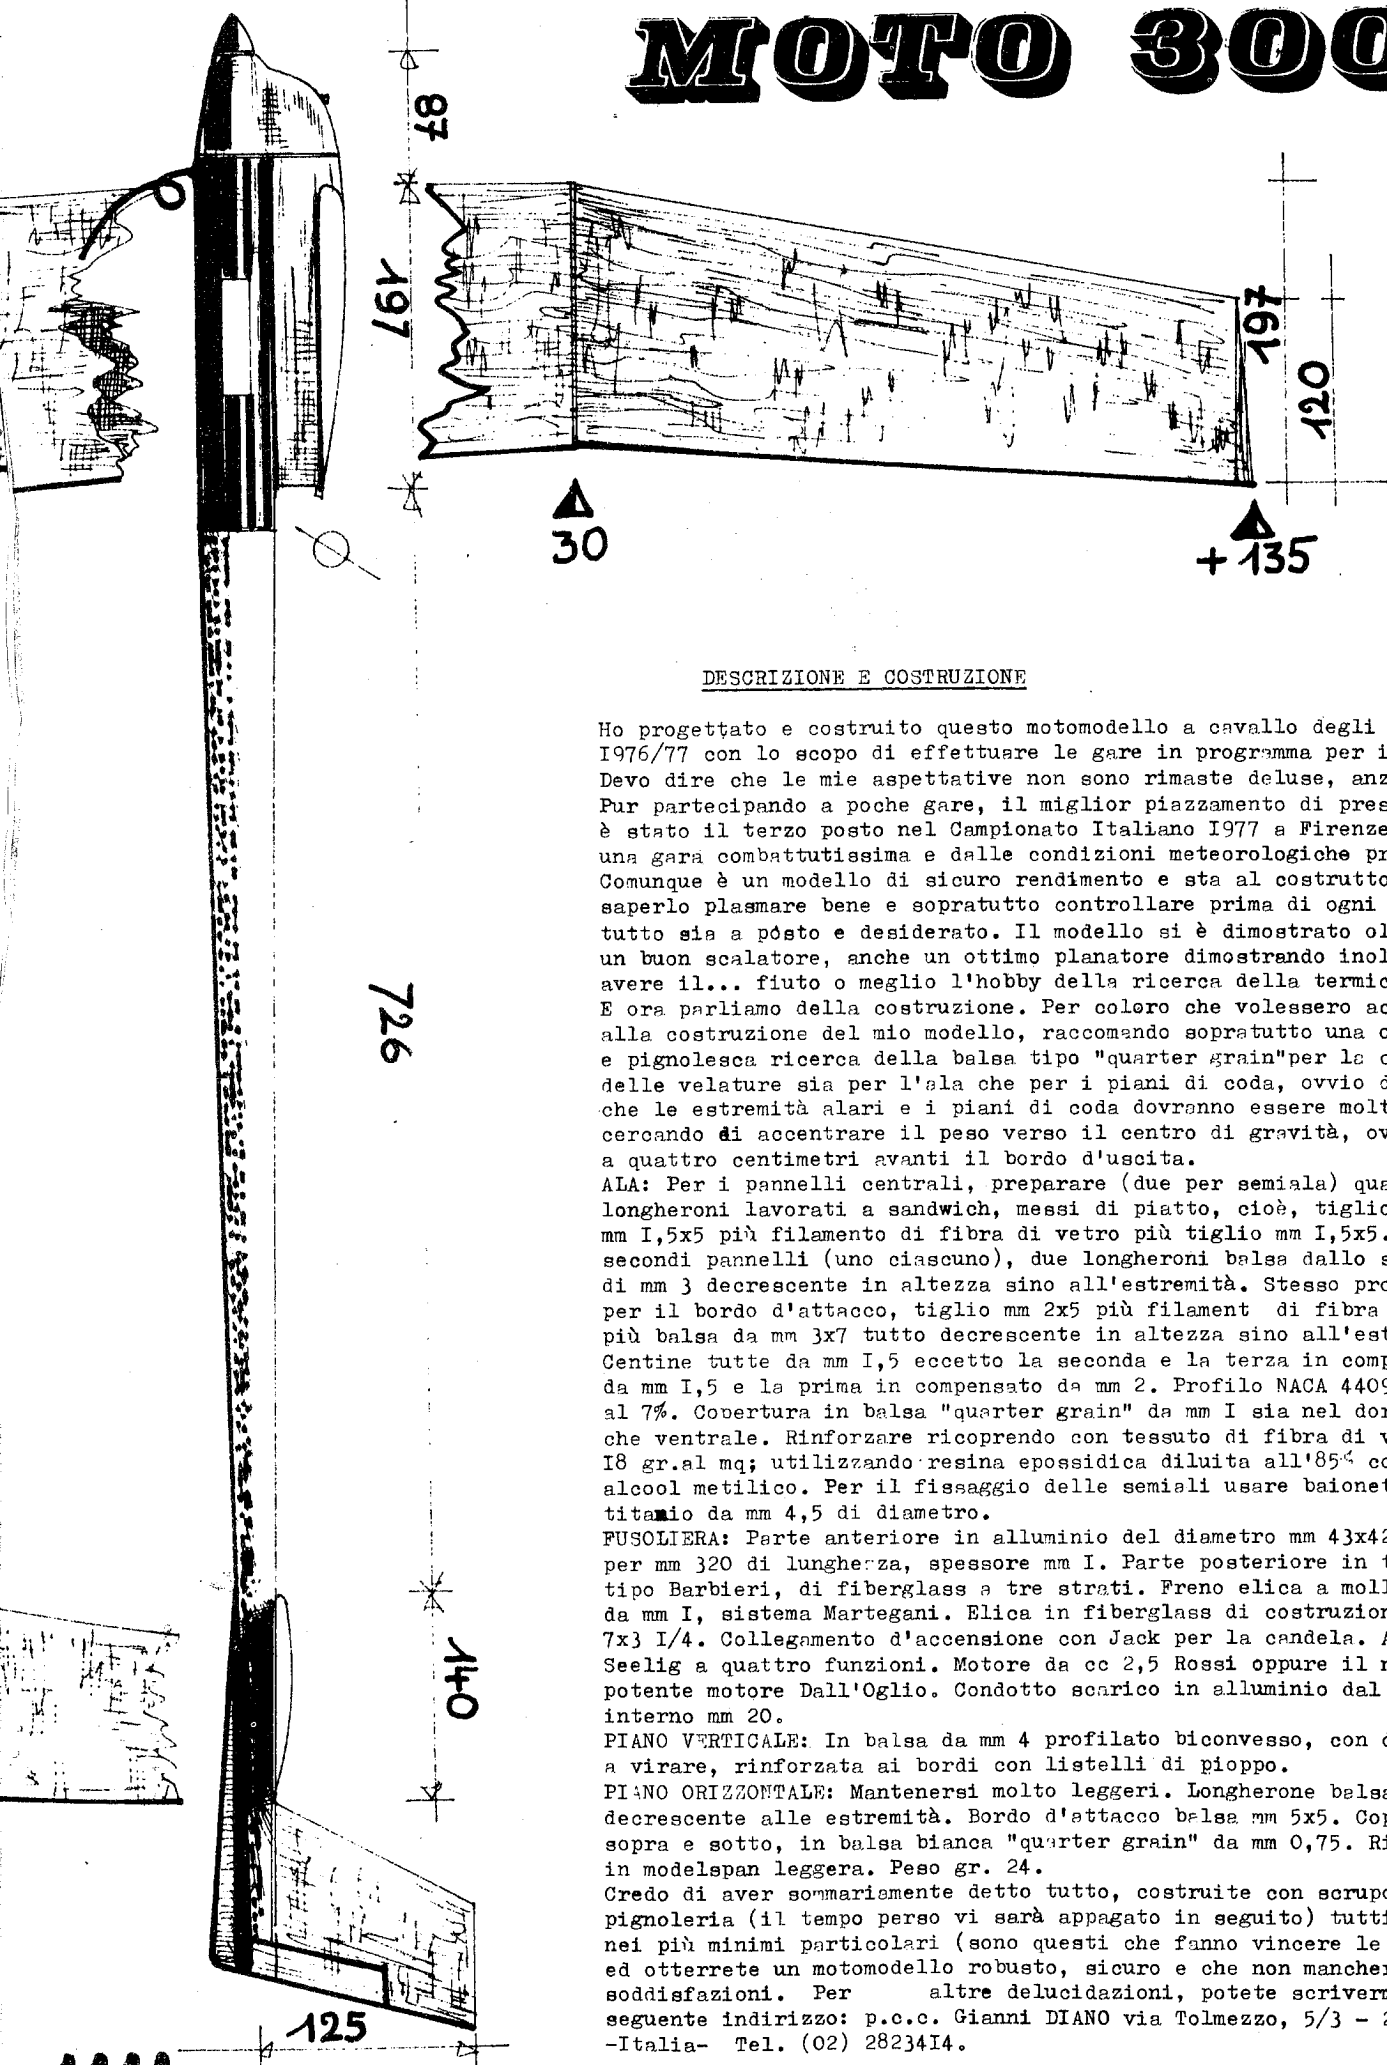 MOTO 300
87
197
197
120
30
+135
726
140
125
DESCRIZIONE E COSTRUZIONE
Ho progettato e costruito questo motomodello a cavallo degli
I976/77 con lo scopo di effettuare le gare in programma per i
Devo dire che le mie aspettative non sono rimaste deluse, anz
Pur partecipando a poche gare, il miglior piazzamento di pres
è stato il terzo posto nel Campionato Italiano I977 a Firenze
una gara combattutissima e dalle condizioni meteorologiche pr
Comunque è un modello di sicuro rendimento e sta al costrutto
saperlo plasmare bene e sopratutto controllare prima di ogni
tutto sia a pósto e desiderato. Il modello si è dimostrato ol
un buon scalatore, anche un ottimo planatore dimostrando inol
avere il... fiuto o meglio l'hobby della ricerca della termic
E ora parliamo della costruzione. Per coloro che volessero ac
alla costruzione del mio modello, raccomando sopratutto una c
e pignolesca ricerca della balsa tipo "quarter grain"per la c
delle velature sia per l'ala che per i piani di coda, ovvio d
che le estremità alari e i piani di coda dovranno essere molt
cercando di accentrare il peso verso il centro di gravità, ov
a quattro centimetri avanti il bordo d'uscita.
ALA: Per i pannelli centrali, preparare (due per semiala) qua
longheroni lavorati a sandwich, messi di piatto, cioè, tiglio
mm I,5x5 più filamento di fibra di vetro più tiglio mm I,5x5.
secondi pannelli (uno ciascuno), due longheroni balsa dallo s
di mm 3 decrescente in altezza sino all'estremità. Stesso pro
per il bordo d'attacco, tiglio mm 2x5 più filament di fibra
più balsa da mm 3x7 tutto decrescente in altezza sino all'est
Centine tutte da mm I,5 eccetto la seconda e la terza in comp
da mm I,5 e la prima in compensato da mm 2. Profilo NACA 4409
al 7%. Copertura in balsa "quarter grain" da mm I sia nel dor
che ventrale. Rinforzare ricoprendo con tessuto di fibra di v
I8 gr.al mq; utilizzando resina epossidica diluita all'85% co
alcool metilico. Per il fissaggio delle semiali usare baionet
titanio da mm 4,5 di diametro.
FUSOLIERA: Parte anteriore in alluminio del diametro mm 43x42
per mm 320 di lunghezza, spessore mm I. Parte posteriore in t
tipo Barbieri, di fiberglass a tre strati. Freno elica a moll
da mm I, sistema Martegani. Elica in fiberglass di costruzion
7x3 I/4. Collegamento d'accensione con Jack per la candela. A
Seelig a quattro funzioni. Motore da cc 2,5 Rossi oppure il n
potente motore Dall'Oglio. Condotto scarico in alluminio dal
interno mm 20.
PIANO VERTICALE: In balsa da mm 4 profilato biconvesso, con d
a virare, rinforzata ai bordi con listelli di pioppo.
PIANO ORIZZONTALE: Mantenersi molto leggeri. Longherone balsa
decrescente alle estremità. Bordo d'attacco balsa mm 5x5. Cop
sopra e sotto, in balsa bianca "quarter grain" da mm 0,75. Ri
in modelspan leggera. Peso gr. 24.
Credo di aver sommariamente detto tutto, costruite con scrupo
pignoleria (il tempo perso vi sarà appagato in seguito) tutti
nei più minimi particolari (sono questi che fanno vincere le
ed otterrete un motomodello robusto, sicuro e che non mancher
soddisfazioni. Per altre delucidazioni, potete scriverm
seguente indirizzo: p.c.c. Gianni DIANO via Tolmezzo, 5/3 - 2
-Italia- Tel. (02) 28234I4.